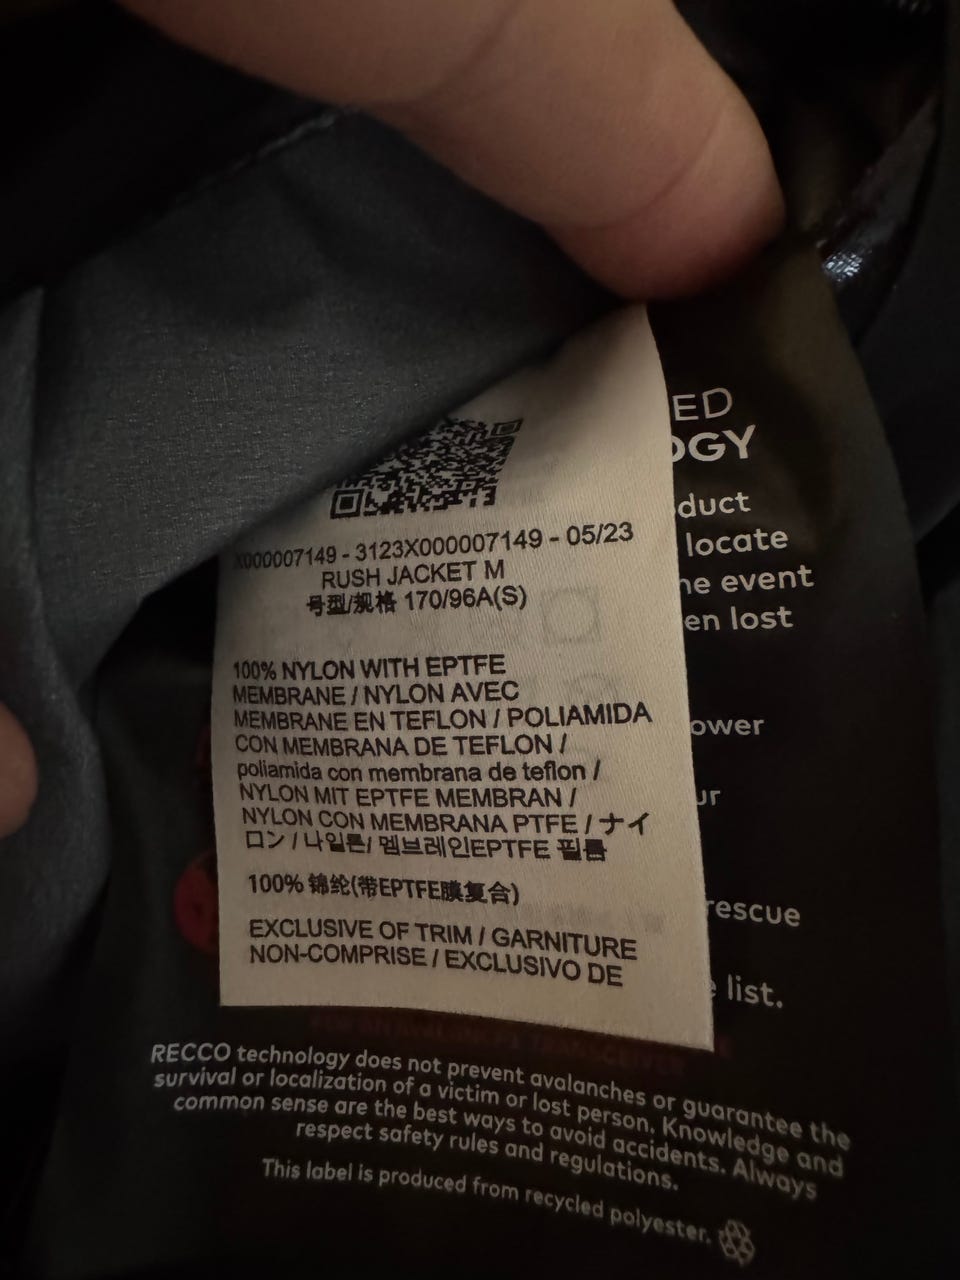 X000007149 - 3123X000007149 - 05/23
RUSH JACKET M
号型/规格 170/96A(S)
100% NYLON WITH EPTFE
MEMBRANE / NYLON AVEC
MEMBRANE EN TEFLON / POLIAMIDA
CON MEMBRANA DE TEFLON /
poliamida con membrana de teflon /
NYLON MIT EPTFE MEMBRAN /
NYLON CON MEMBRANA PTFE / ナイ
ロン / 나일론/ 멤브레인EPTFE 필름
100% 锦纶(带EPTFE膜复合)
EXCLUSIVE OF TRIM / GARNITURE
NON-COMPRISE / EXCLUSIVO DE
ED
OGY
duct
locate
he event
en lost
ower
ur
rescue
list.
RECCO technology does not prevent avalanches or guarantee the
survival or localization of a victim or lost person. Knowledge and
common sense are the best ways to avoid accidents. Always
respect safety rules and regulations.
This label is produced from recycled polyester.